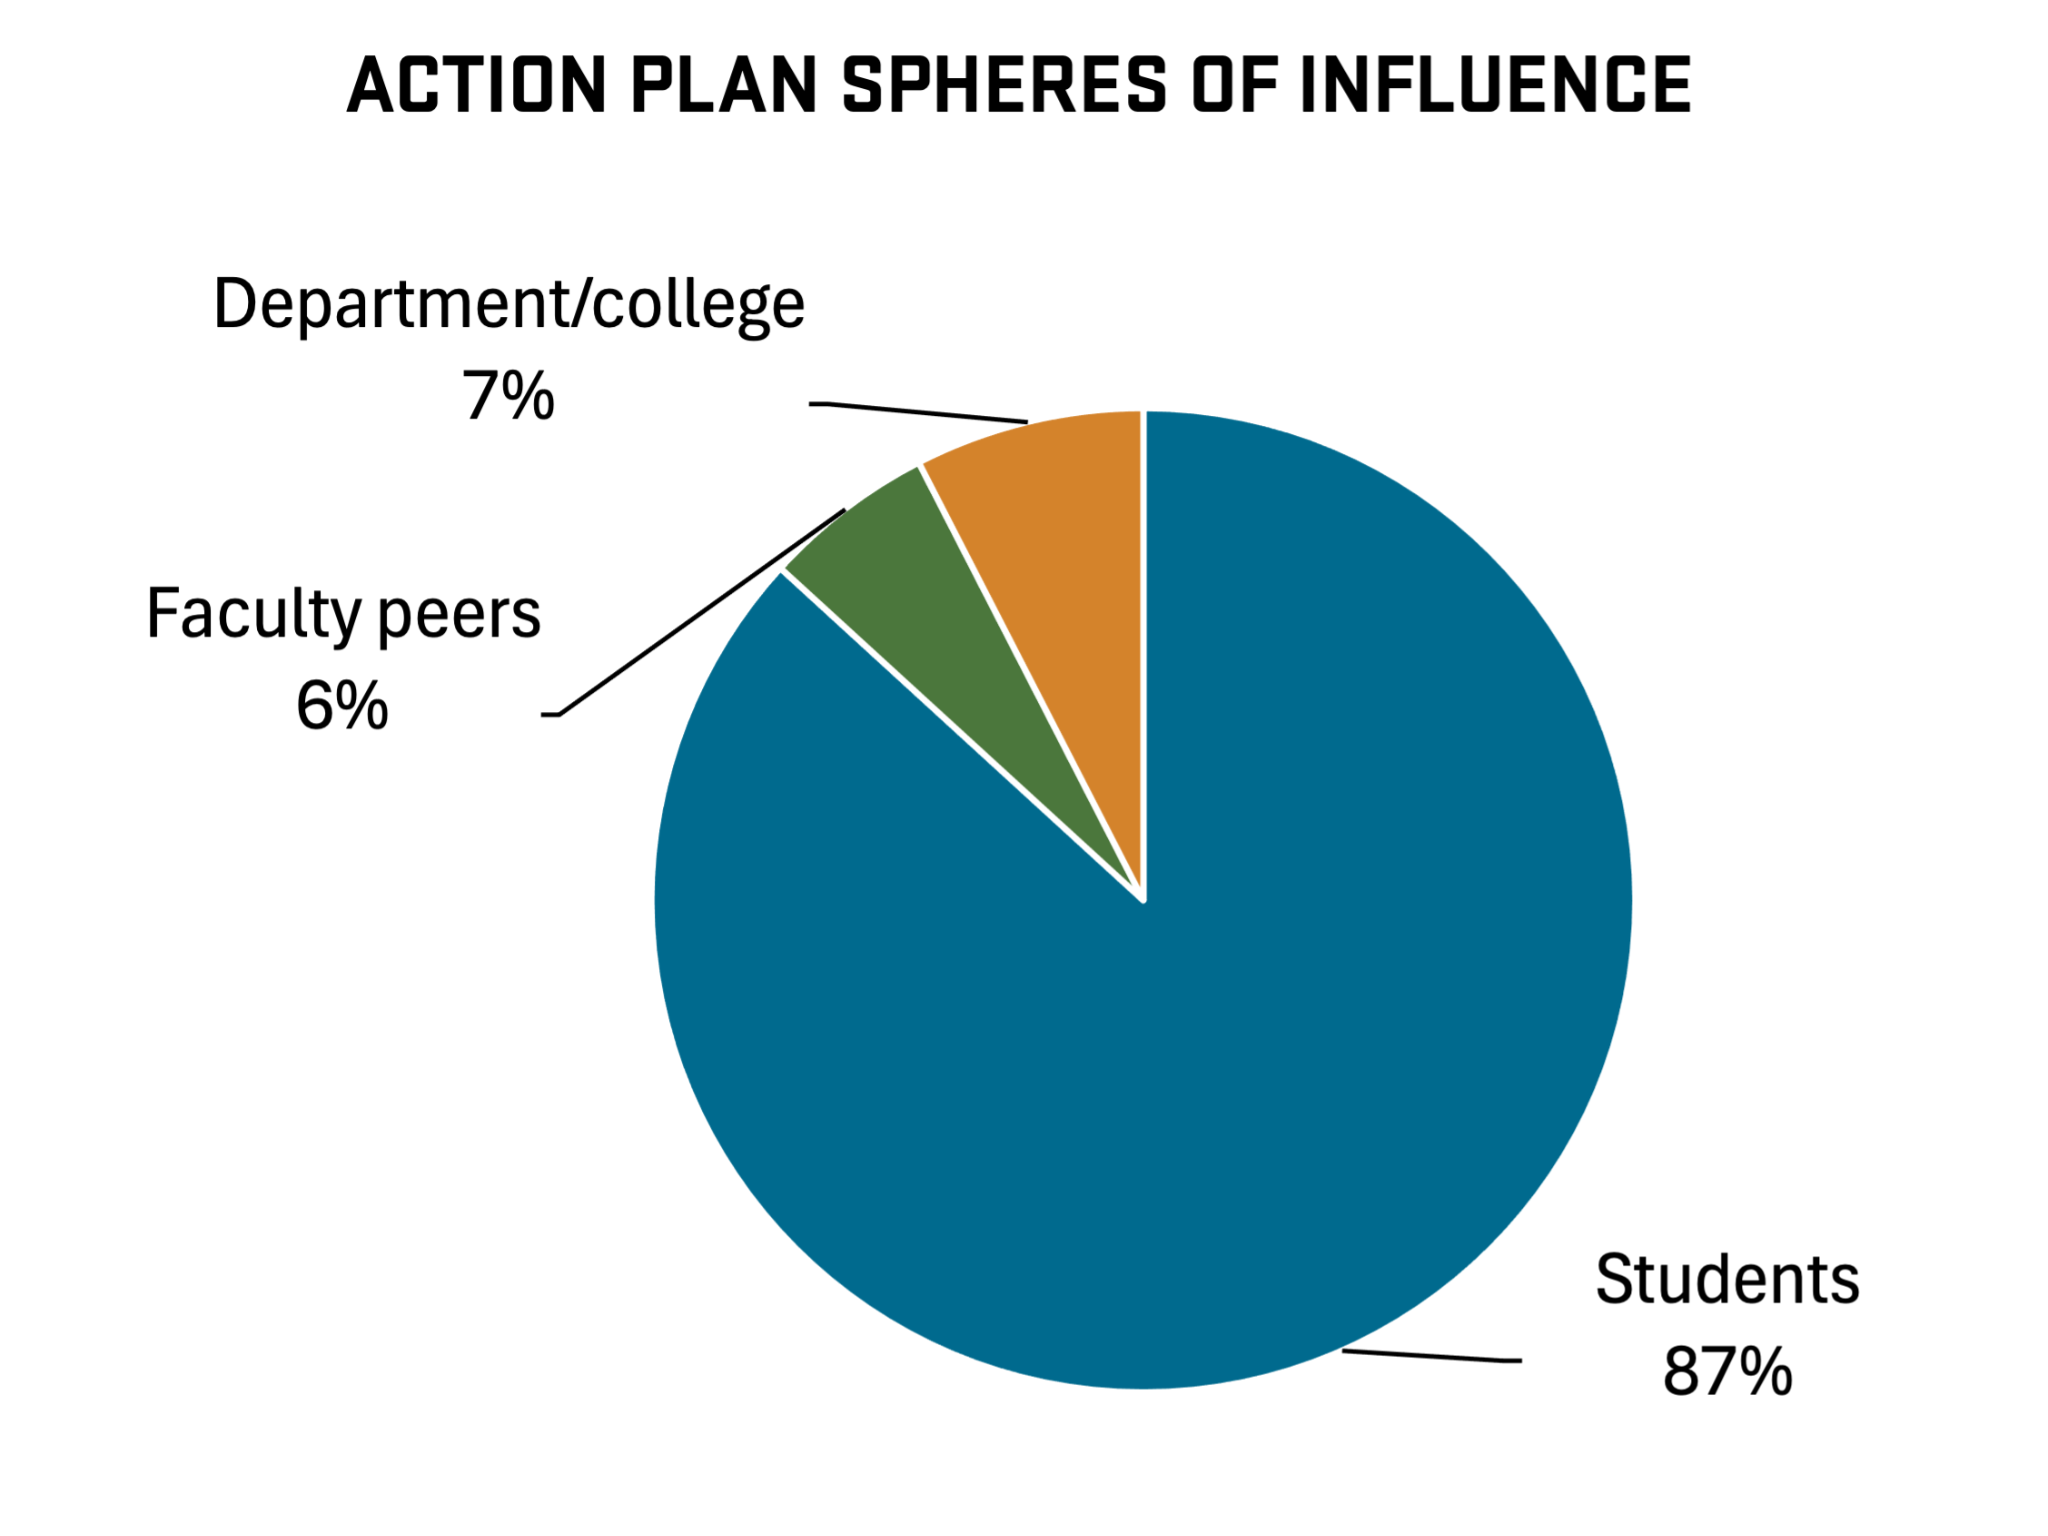 ACTION PLAN SPHERES OF INFLUENCE
Department/college
7%
Faculty peers
6%
Students
87%